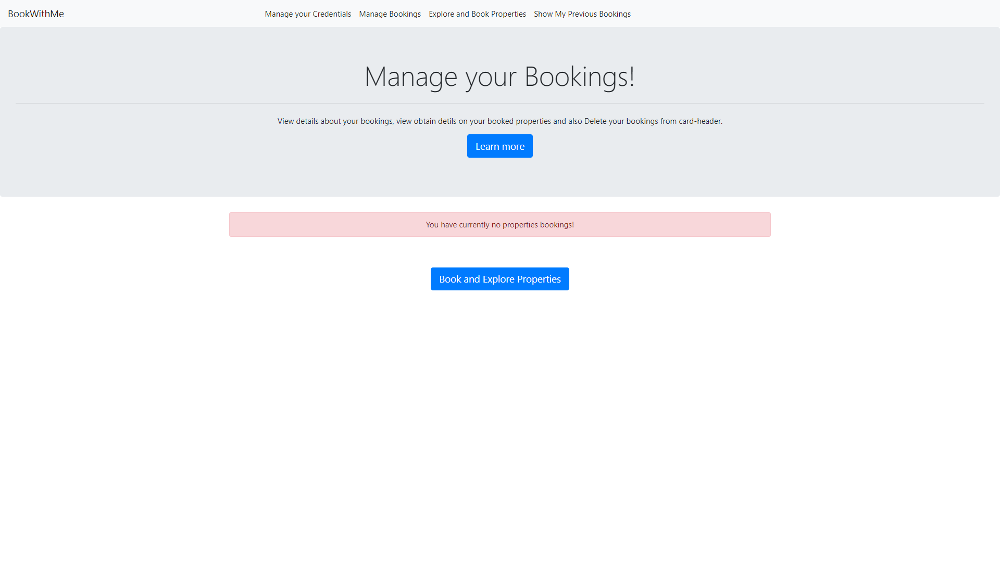 BookWithMe
Manage your Credentials Manage Bookings Explore and Book Properties Show My Previous Bookings
Manage your Bookings!
View details about your bookings, view obtain detils on your booked properties and also Delete your bookings from card-header.
Learn more
You have currently no properties bookings!
Book and Explore Properties